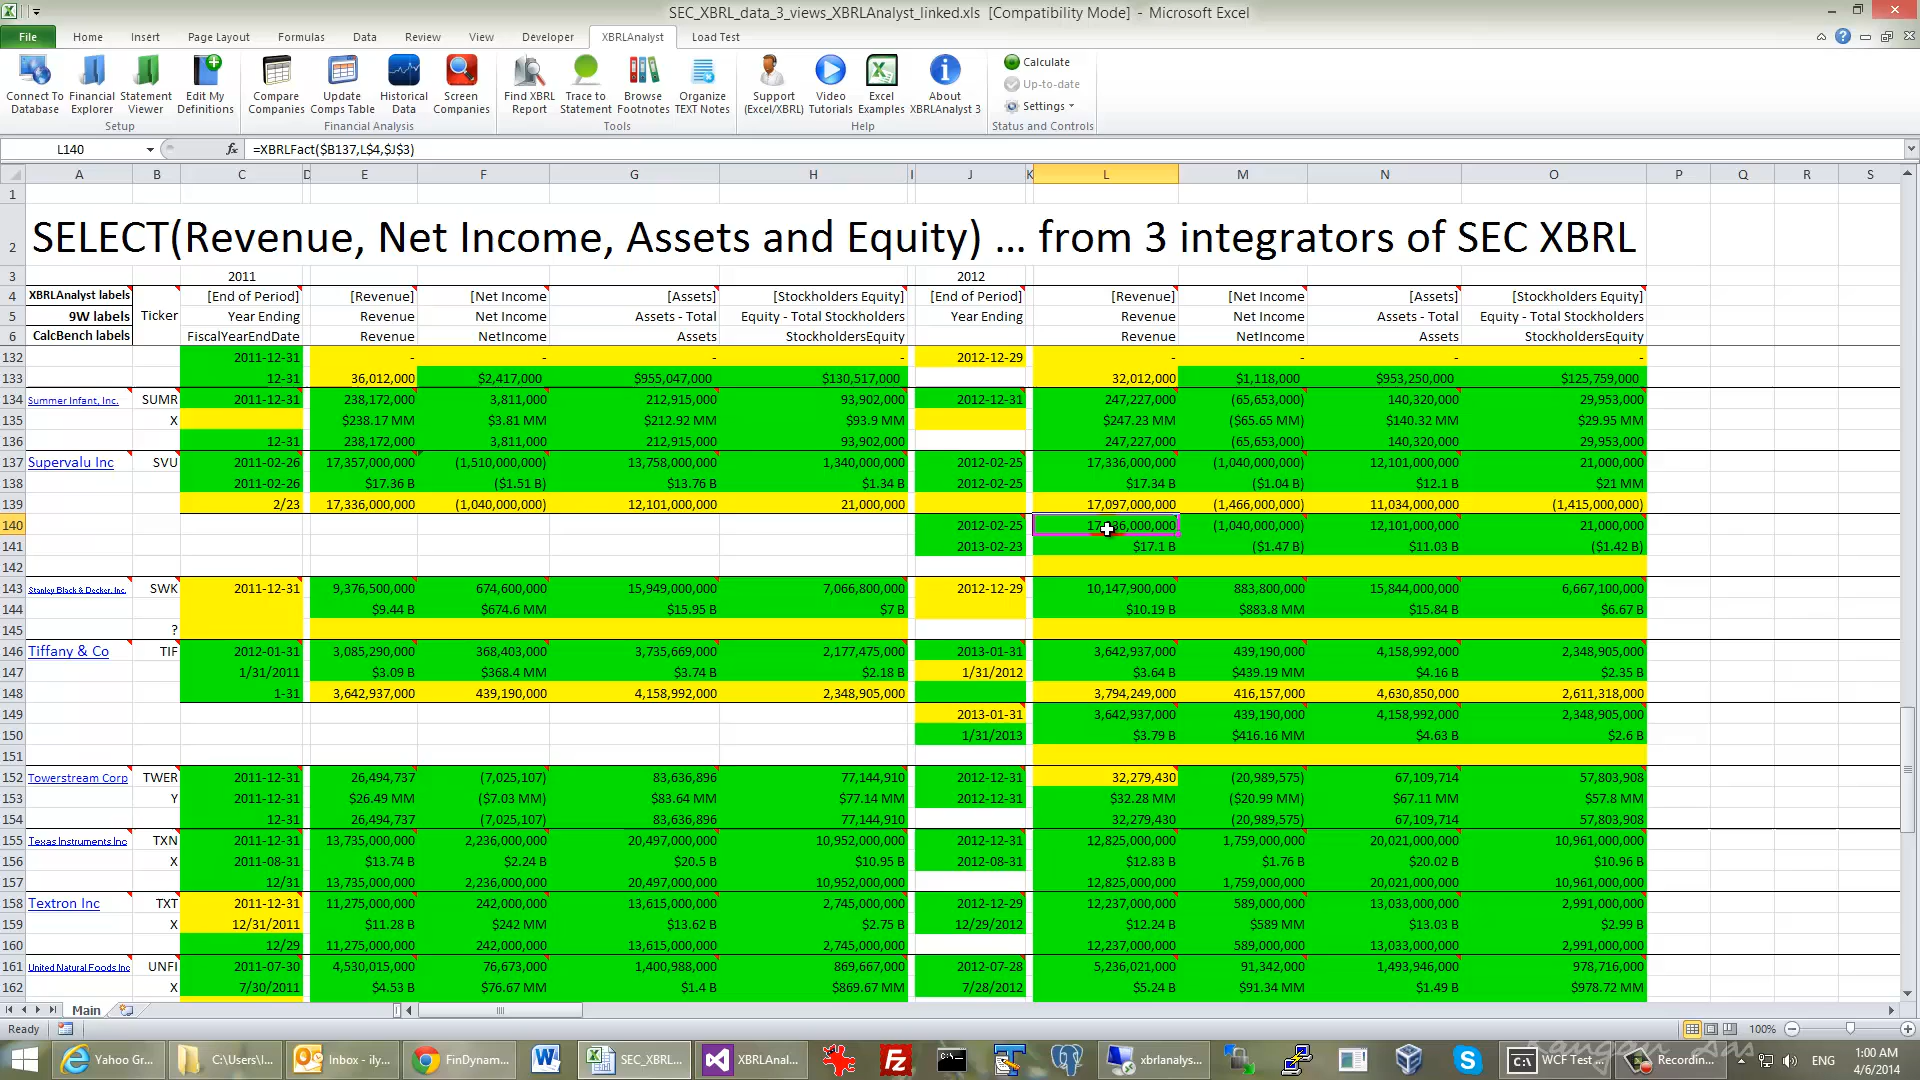 SEC_XBRL_data_3_views_XBRLAnalyst_linked.xls [Compatibility Mode] - Microsoft Excel
File Home Insert Page Layout Formulas Data Review View Developer XBRLAnalyst Load Test
Connect To Database Financial Explorer Statement Viewer Edit My Definitions Compare Companies Update Comps Table Historical Data Screen Companies Find XBRL Report Trace to Statement Browse Footnotes Organize TEXT Notes Support (Excel/XBRL) Video Tutorials Excel Examples About XBRLAnalyst 3
Calculate
Up-to-date
Settings
Setup Financial Analysis Tools Help Status and Controls
L140 fx =XBRLFact($B137,L$4,$J$3)
A B C D E F G H I J K L M N O P Q R S
1
2 SELECT(Revenue, Net Income, Assets and Equity) ... from 3 integrators of SEC XBRL
3 2011 2012
4 XBRLAnalyst labels [End of Period] [Revenue] [Net Income [Assets] [Stockholders Equity] [End of Period] [Revenue] [Net Income [Assets] [Stockholders Equity]
5 9W labels Ticker Year Ending Revenue Net Income Assets - Total Equity - Total Stockholders Year Ending Revenue Net Income Assets - Total Equity - Total Stockholders
6 CalcBench labels FiscalYearEndDate Revenue NetIncome Assets StockholdersEquity Revenue NetIncome Assets StockholdersEquity
132 2011-12-31 - - - - 2012-12-29 - - - -
133 12-31 36,012,000 $2,417,000 $955,047,000 $130,517,000 32,012,000 $1,118,000 $953,250,000 $125,759,000
134 Summer Infant, Inc. SUMR 2011-12-31 238,172,000 3,811,000 212,915,000 93,902,000 2012-12-31 247,227,000 (65,653,000) 140,320,000 29,953,000
135 X $238.17 MM $3.81 MM $212.92 MM $93.9 MM $247.23 MM ($65.65 MM) $140.32 MM $29.95 MM
136 12-31 238,172,000 3,811,000 212,915,000 93,902,000 247,227,000 (65,653,000) 140,320,000 29,953,000
137 Supervalu Inc SVU 2011-02-26 17,357,000,000 (1,510,000,000) 13,758,000,000 1,340,000,000 2012-02-25 17,336,000,000 (1,040,000,000) 12,101,000,000 21,000,000
138 2011-02-26 $17.36 B ($1.51 B) $13.76 B $1.34 B 2012-02-25 $17.34 B ($1.04 B) $12.1 B $21 MM
139 2/23 17,336,000,000 (1,040,000,000) 12,101,000,000 21,000,000 17,097,000,000 (1,466,000,000) 11,034,000,000 (1,415,000,000)
140 2012-02-25 (1,040,000,000) 12,101,000,000 21,000,000
141 2013-02-23 $17.1 B ($1.47 B) $11.03 B ($1.42 B)
142
143 Stanley Black & Decker, Inc. SWK 2011-12-31 9,376,500,000 674,600,000 15,949,000,000 7,066,800,000 2012-12-29 10,147,900,000 883,800,000 15,844,000,000 6,667,100,000
144 $9.44 B $674.6 MM $15.95 B $7 B $10.19 B $883.8 MM $15.84 B $6.67 B
145 ?
146 Tiffany & Co TIF 2012-01-31 3,085,290,000 368,403,000 3,735,669,000 2,177,475,000 2013-01-31 3,642,937,000 439,190,000 4,158,992,000 2,348,905,000
147 1/31/2011 $3.09 B $368.4 MM $3.74 B $2.18 B 1/31/2012 $3.64 B $439.19 MM $4.16 B $2.35 B
148 1-31 3,642,937,000 439,190,000 4,158,992,000 2,348,905,000 3,794,249,000 416,157,000 4,630,850,000 2,611,318,000
149 2013-01-31 3,642,937,000 439,190,000 4,158,992,000 2,348,905,000
150 1/31/2013 $3.79 B $416.16 MM $4.63 B $2.6 B
151
152 Towerstream Corp TWER 2011-12-31 26,494,737 (7,025,107) 83,636,896 77,144,910 2012-12-31 32,279,430 (20,989,575) 67,109,714 57,803,908
153 Y 2011-12-31 $26.49 MM ($7.03 MM) $83.64 MM $77.14 MM 2012-12-31 $32.28 MM ($20.99 MM) $67.11 MM $57.8 MM
154 12-31 26,494,737 (7,025,107) 83,636,896 77,144,910 32,279,430 (20,989,575) 67,109,714 57,803,908
155 Texas Instruments Inc TXN 2011-12-31 13,735,000,000 2,236,000,000 20,497,000,000 10,952,000,000 2012-12-31 12,825,000,000 1,759,000,000 20,021,000,000 10,961,000,000
156 X 2011-08-31 $13.74 B $2.24 B $20.5 B $10.95 B 2012-08-31 $12.83 B $1.76 B $20.02 B $10.96 B
157 12/31 13,735,000,000 2,236,000,000 20,497,000,000 10,952,000,000 12,825,000,000 1,759,000,000 20,021,000,000 10,961,000,000
158 Textron Inc TXT 2011-12-31 11,275,000,000 242,000,000 13,615,000,000 2,745,000,000 2012-12-29 12,237,000,000 589,000,000 13,033,000,000 2,991,000,000
159 X 12/31/2011 $11.28 B $242 MM $13.62 B $2.75 B 12/29/2012 $12.24 B $589 MM $13.03 B $2.99 B
160 12/29 11,275,000,000 242,000,000 13,615,000,000 2,745,000,000 12,237,000,000 589,000,000 13,033,000,000 2,991,000,000
161 United Natural Foods Inc UNFI 2011-07-30 4,530,015,000 76,673,000 1,400,988,000 869,667,000 2012-07-28 5,236,021,000 91,342,000 1,493,946,000 978,716,000
162 X 7/30/2011 $4.53 B $76.67 MM $1.4 B $869.67 MM 7/28/2012 $5.24 B $91.34 MM $1.49 B $978.72 MM
Main
Ready 100%
Yahoo Gr... C:\Users\I... Inbox - ily... FinDynam... SEC_XBRL... XBRLAnal... xbrlanalys... WCF Test ... Recordin... ENG 1:00 AM
4/6/2014